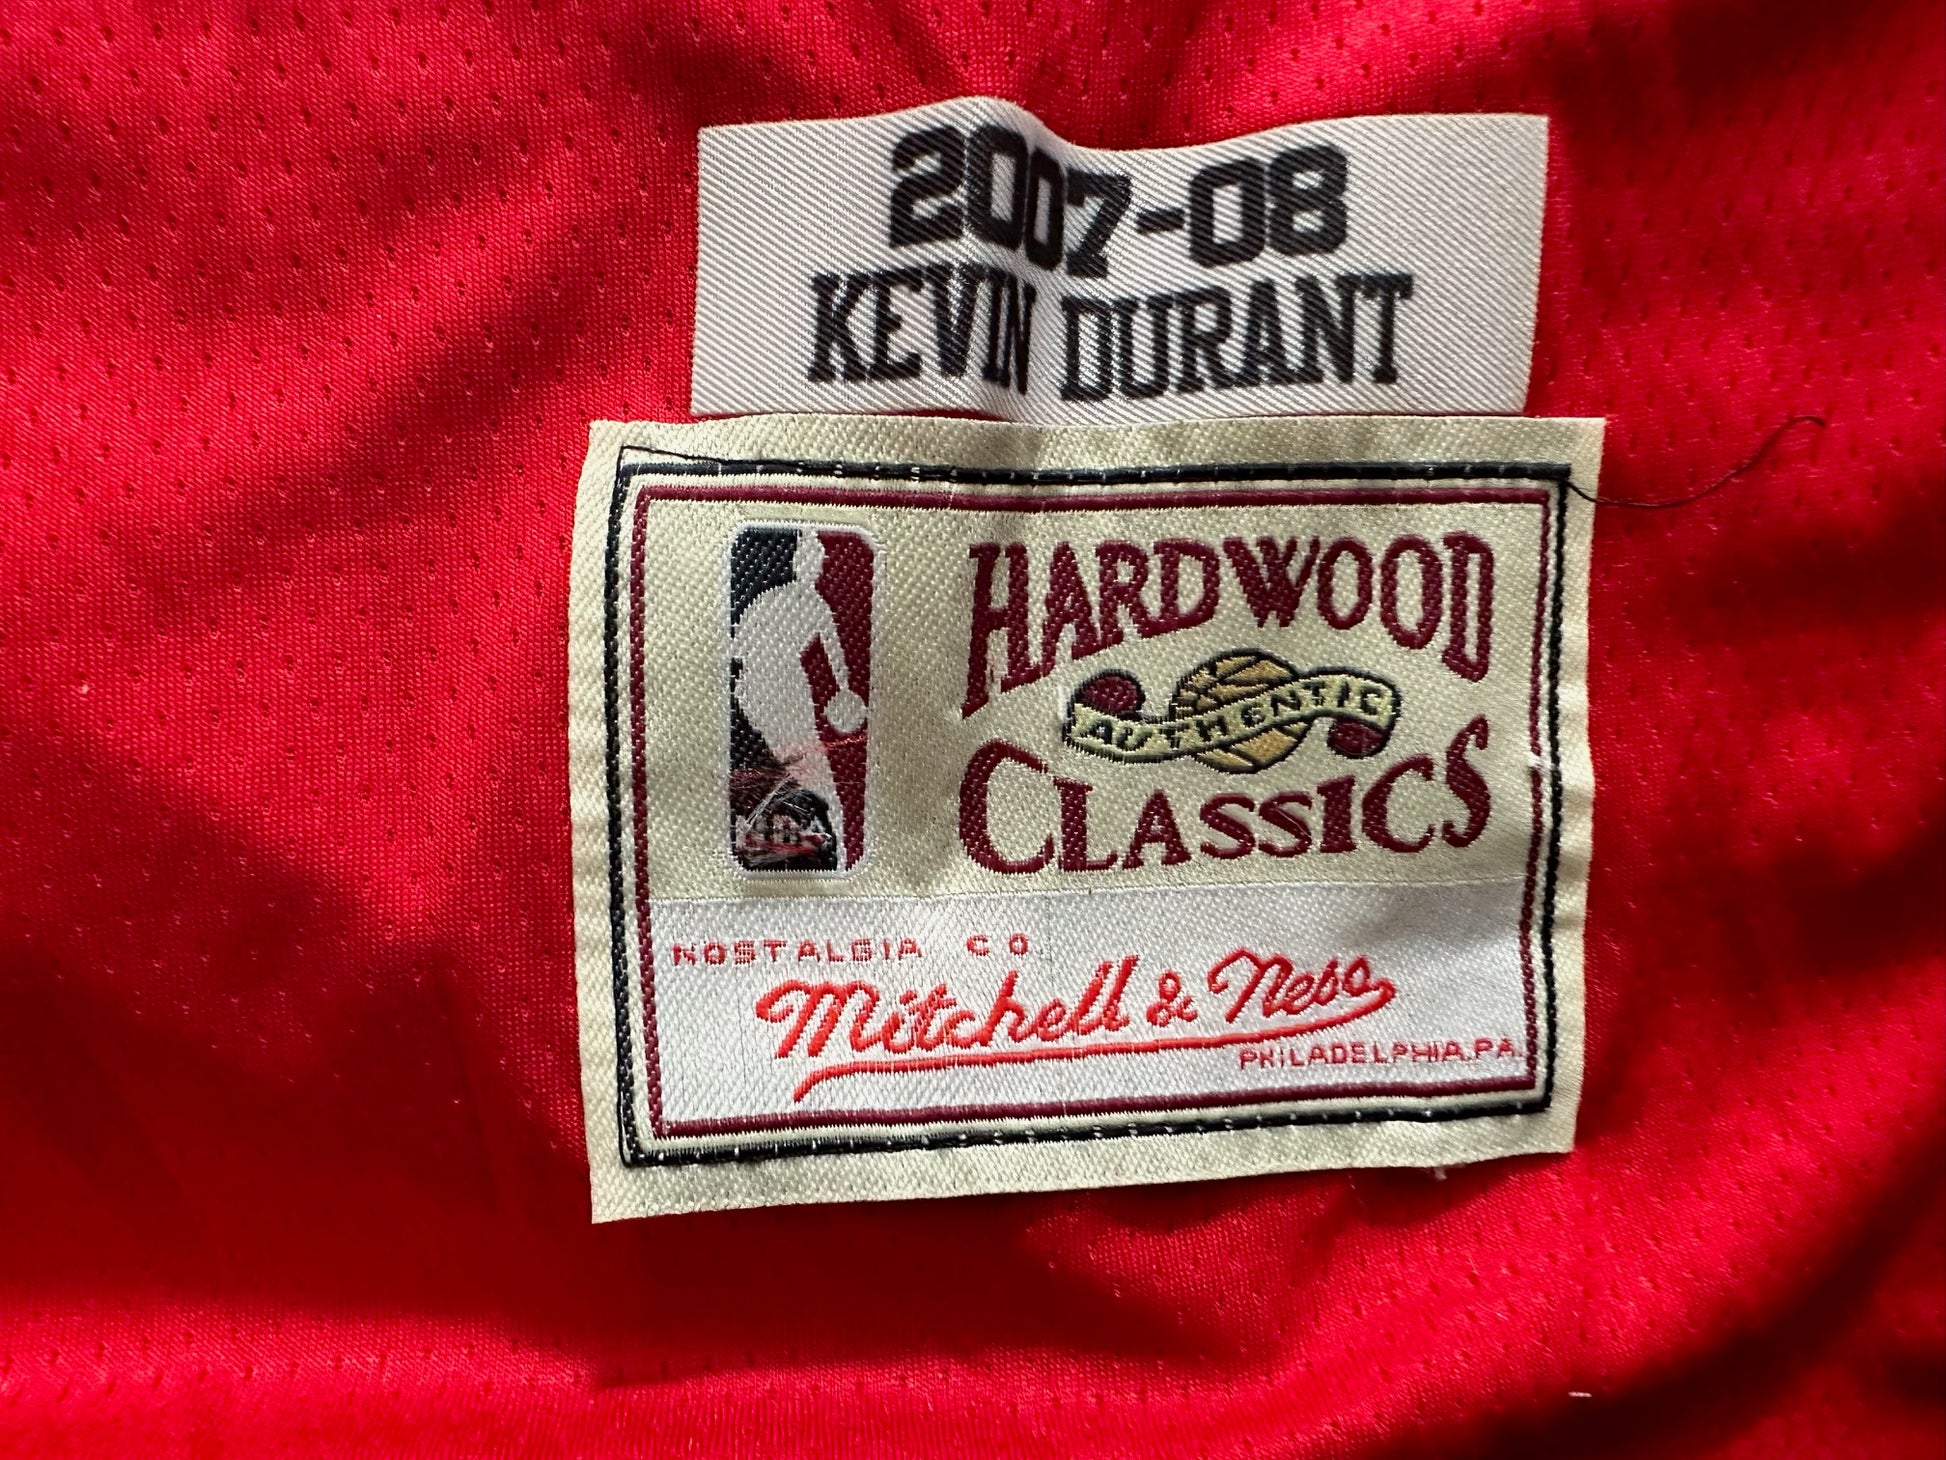 2007-08
KEVIN DURANT
HARDWOOD
AUTHENTIC
CLASSICS
NOSTALGIA CO.
Mitchell & Ness
PHILADELPHIA, PA.